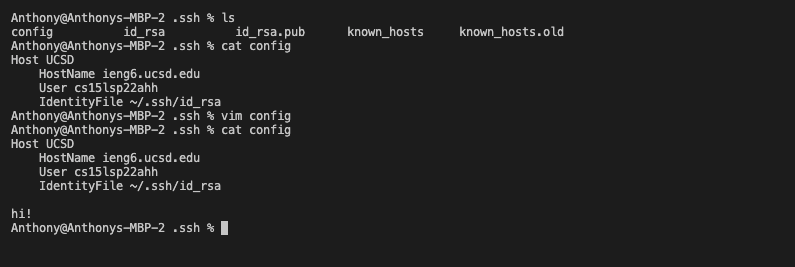 Anthony@Anthonys-MBP-2 .ssh % ls
config          id_rsa          id_rsa.pub      known_hosts     known_hosts.old
Anthony@Anthonys-MBP-2 .ssh % cat config
Host UCSD
    HostName ieng6.ucsd.edu
    User cs15lsp22ahh
    IdentityFile ~/.ssh/id_rsa
Anthony@Anthonys-MBP-2 .ssh % vim config
Anthony@Anthonys-MBP-2 .ssh % cat config
Host UCSD
    HostName ieng6.ucsd.edu
    User cs15lsp22ahh
    IdentityFile ~/.ssh/id_rsa

hi!
Anthony@Anthonys-MBP-2 .ssh %